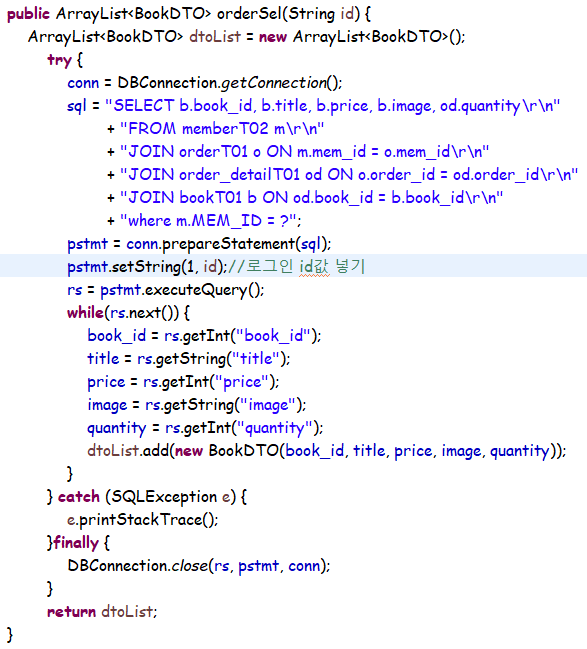 public ArrayList<BookDTO> orderSel(String id) {
ArrayList<BookDTO> dtoList = new ArrayList<BookDTO>();
try {
conn = DBConnection.getConnection();
sql = "SELECT b.book_id, b.title, b.price, b.image, od.quantity\r\n"
+ "FROM memberT02 m\r\n"
+ "JOIN orderT01 o ON m.mem_id = o.mem_id\r\n"
+ "JOIN order_detailT01 od ON o.order_id = od.order_id\r\n"
+ "JOIN bookT01 b ON od.book_id = b.book_id\r\n"
+ "where m.MEM_ID = ?";
pstmt = conn.prepareStatement(sql);
pstmt.setString(1, id);//로그인 id값 넣기
rs = pstmt.executeQuery();
while(rs.next()) {
book_id = rs.getInt("book_id");
title = rs.getString("title");
price = rs.getInt("price");
image = rs.getString("image");
quantity = rs.getInt("quantity");
dtoList.add(new BookDTO(book_id, title, price, image, quantity));
}
} catch (SQLException e) {
e.printStackTrace();
}finally {
DBConnection.close(rs, pstmt, conn);
}
return dtoList;
}